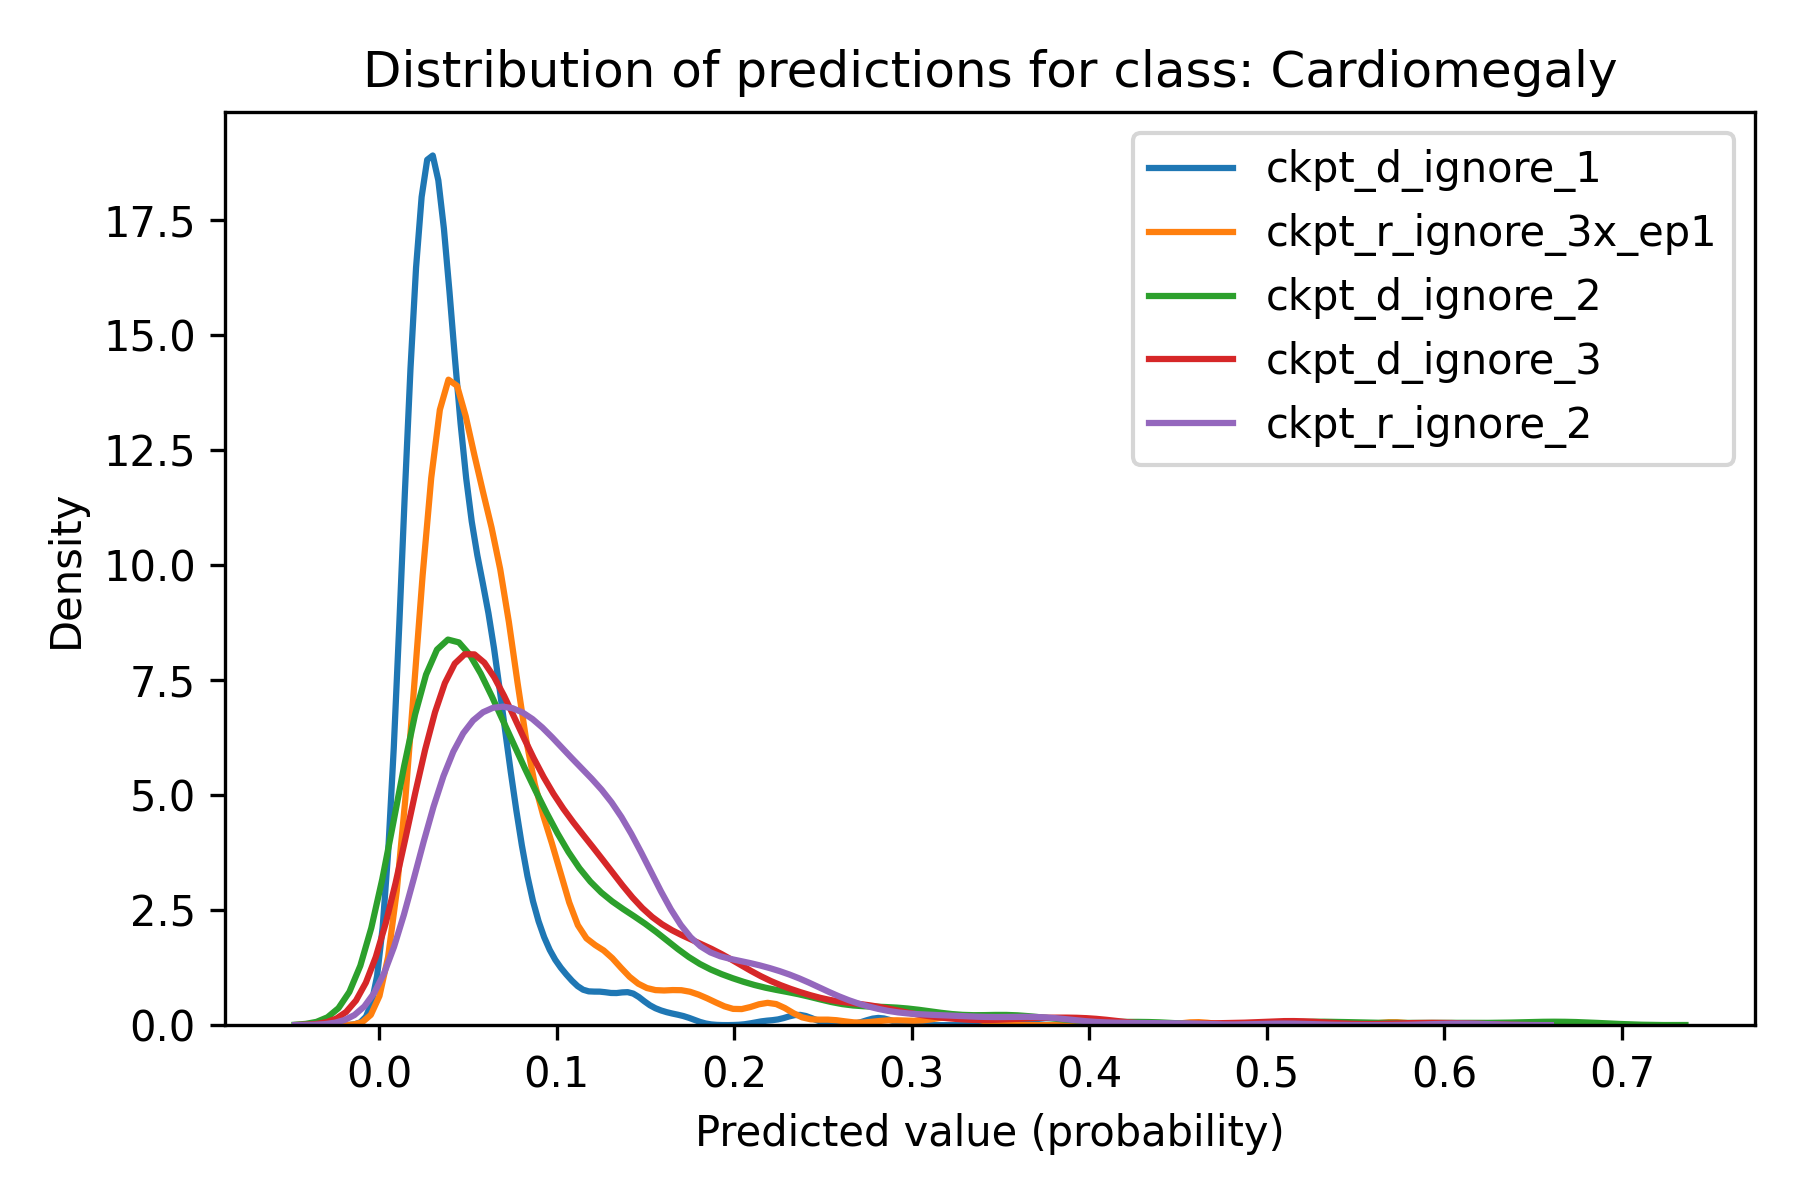 Distribution of predictions for class: Cardiomegaly
ckpt_d_ignore_1
ckpt_r_ignore_3x_ep1
ckpt_d_ignore_2
ckpt_d_ignore_3
ckpt_r_ignore_2
Density
17.5
15.0
12.5
10.0
7.5
5.0
2.5
0.0
0.0 0.1 0.2 0.3 0.4 0.5 0.6 0.7
Predicted value (probability)